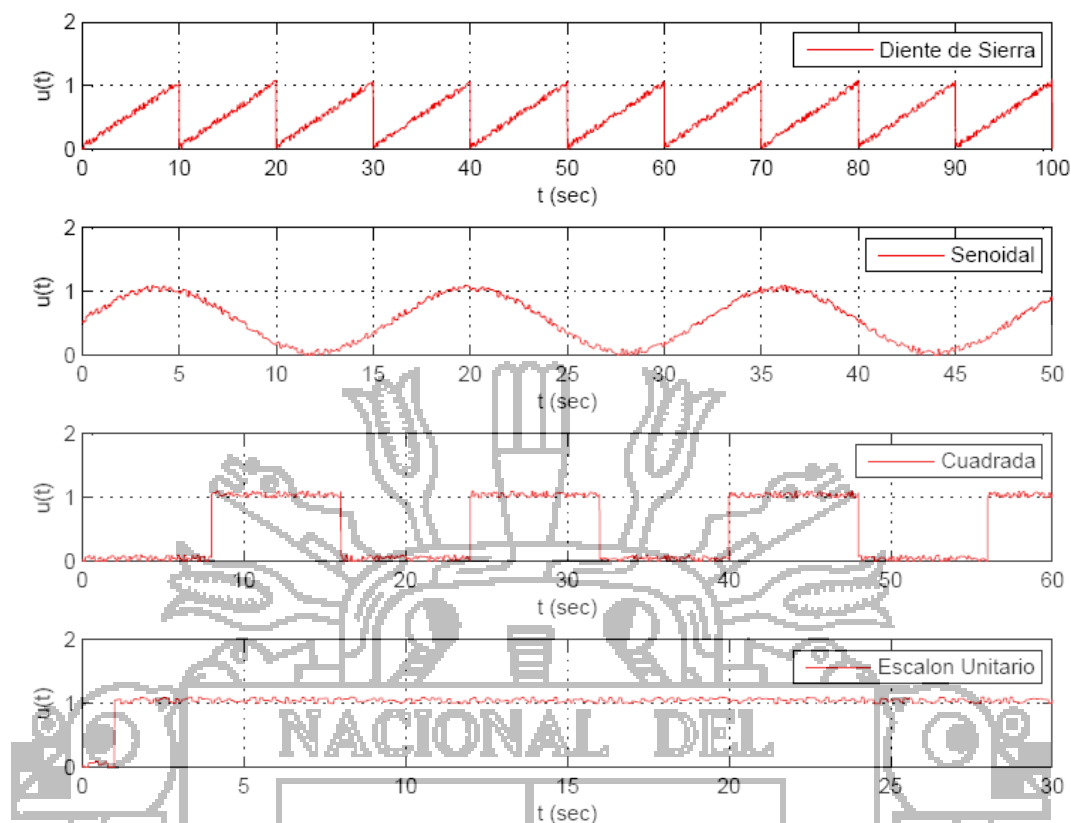 2
1
0
u(t)
Diente de Sierra
0 10 20 30 40 50 60 70 80 90 100
t (sec)
2
1
0
u(t)
Senoidal
0 5 10 15 20 25 30 35 40 45 50
t (sec)
2
1
0
u(t)
Cuadrada
0 10 20 30 40 50 60
t (sec)
2
1
0
u(t)
Escalon Unitario
NACIONAL DEL
0 5 10 15 20 25 30
t (sec)